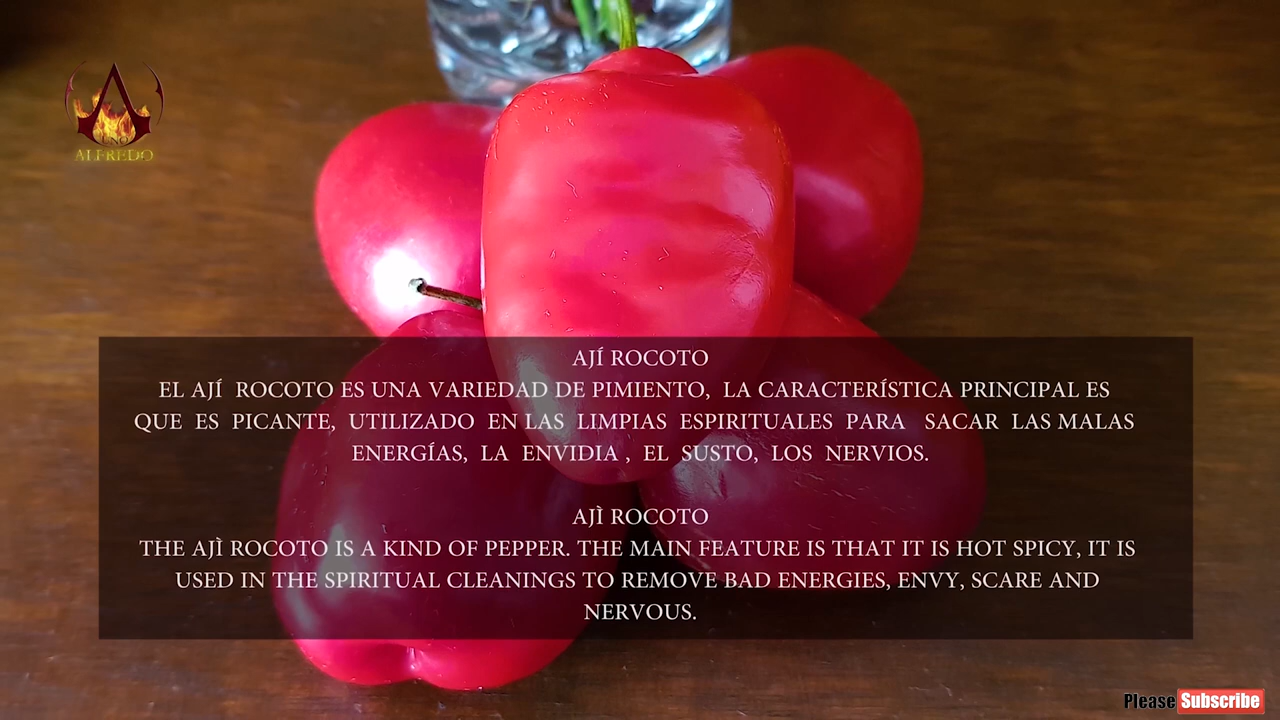 UNO
ALFREDO
AJÍ ROCOTO
EL AJÍ ROCOTO ES UNA VARIEDAD DE PIMIENTO, LA CARACTERÍSTICA PRINCIPAL ES
QUE ES PICANTE, UTILIZADO EN LAS LIMPIAS ESPIRITUALES PARA SACAR LAS MALAS
ENERGÍAS, LA ENVIDIA , EL SUSTO, LOS NERVIOS.
AJÌ ROCOTO
THE AJÌ ROCOTO IS A KIND OF PEPPER. THE MAIN FEATURE IS THAT IT IS HOT SPICY, IT IS
USED IN THE SPIRITUAL CLEANINGS TO REMOVE BAD ENERGIES, ENVY, SCARE AND
NERVOUS.
Please Subscribe